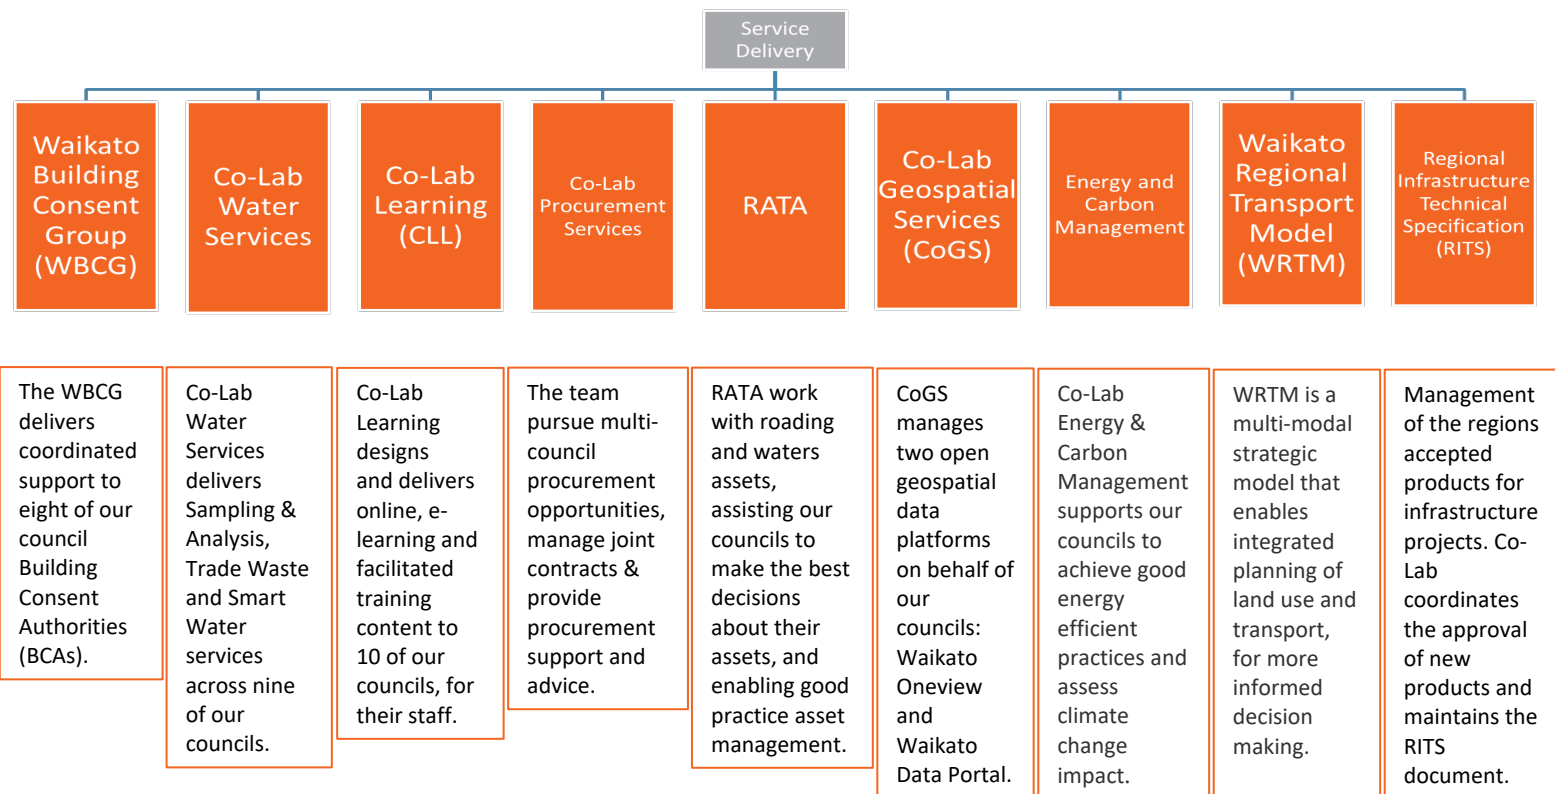 Service
Delivery
Waikato
Building
Consent
Group
(WBCG)
Co-Lab
Water
Services
Co-Lab
Learning
(CLL)
Co-Lab
Procurement
Services
RATA
Co-Lab
Geospatial
Services
(CoGS)
Energy and
Carbon
Management
Waikato
Regional
Transport
Model
(WRTM)
Regional
Infrastructure
Technical
Specification
(RITS)
The WBCG
delivers
coordinated
support to
eight of our
council
Building
Consent
Authorities
(BCAs).
Co-Lab
Water
Services
delivers
Sampling &
Analysis,
Trade Waste
and Smart
Water
services
across nine
of our
councils.
Co-Lab
Learning
designs
and delivers
online, e-
learning and
facilitated
training
content to
10 of our
councils, for
their staff.
The team
pursue multi-
council
procurement
opportunities,
manage joint
contracts &
provide
procurement
support and
advice.
RATA work
with roading
and waters
assets,
assisting our
councils to
make the best
decisions
about their
assets, and
enabling good
practice asset
management.
CoGS
manages
two open
geospatial
data
platforms
on behalf of
our
councils:
Waikato
Oneview
and
Waikato
Data Portal.
Co-Lab
Energy &
Carbon
Management
supports our
councils to
achieve good
energy
efficient
practices and
assess
climate
change
impact.
WRTM is a
multi-modal
strategic
model that
enables
integrated
planning of
land use and
transport,
for more
informed
decision
making.
Management
of the regions
accepted
products for
infrastructure
projects. Co-
Lab
coordinates
the approval
of new
products and
maintains the
RITS
document.